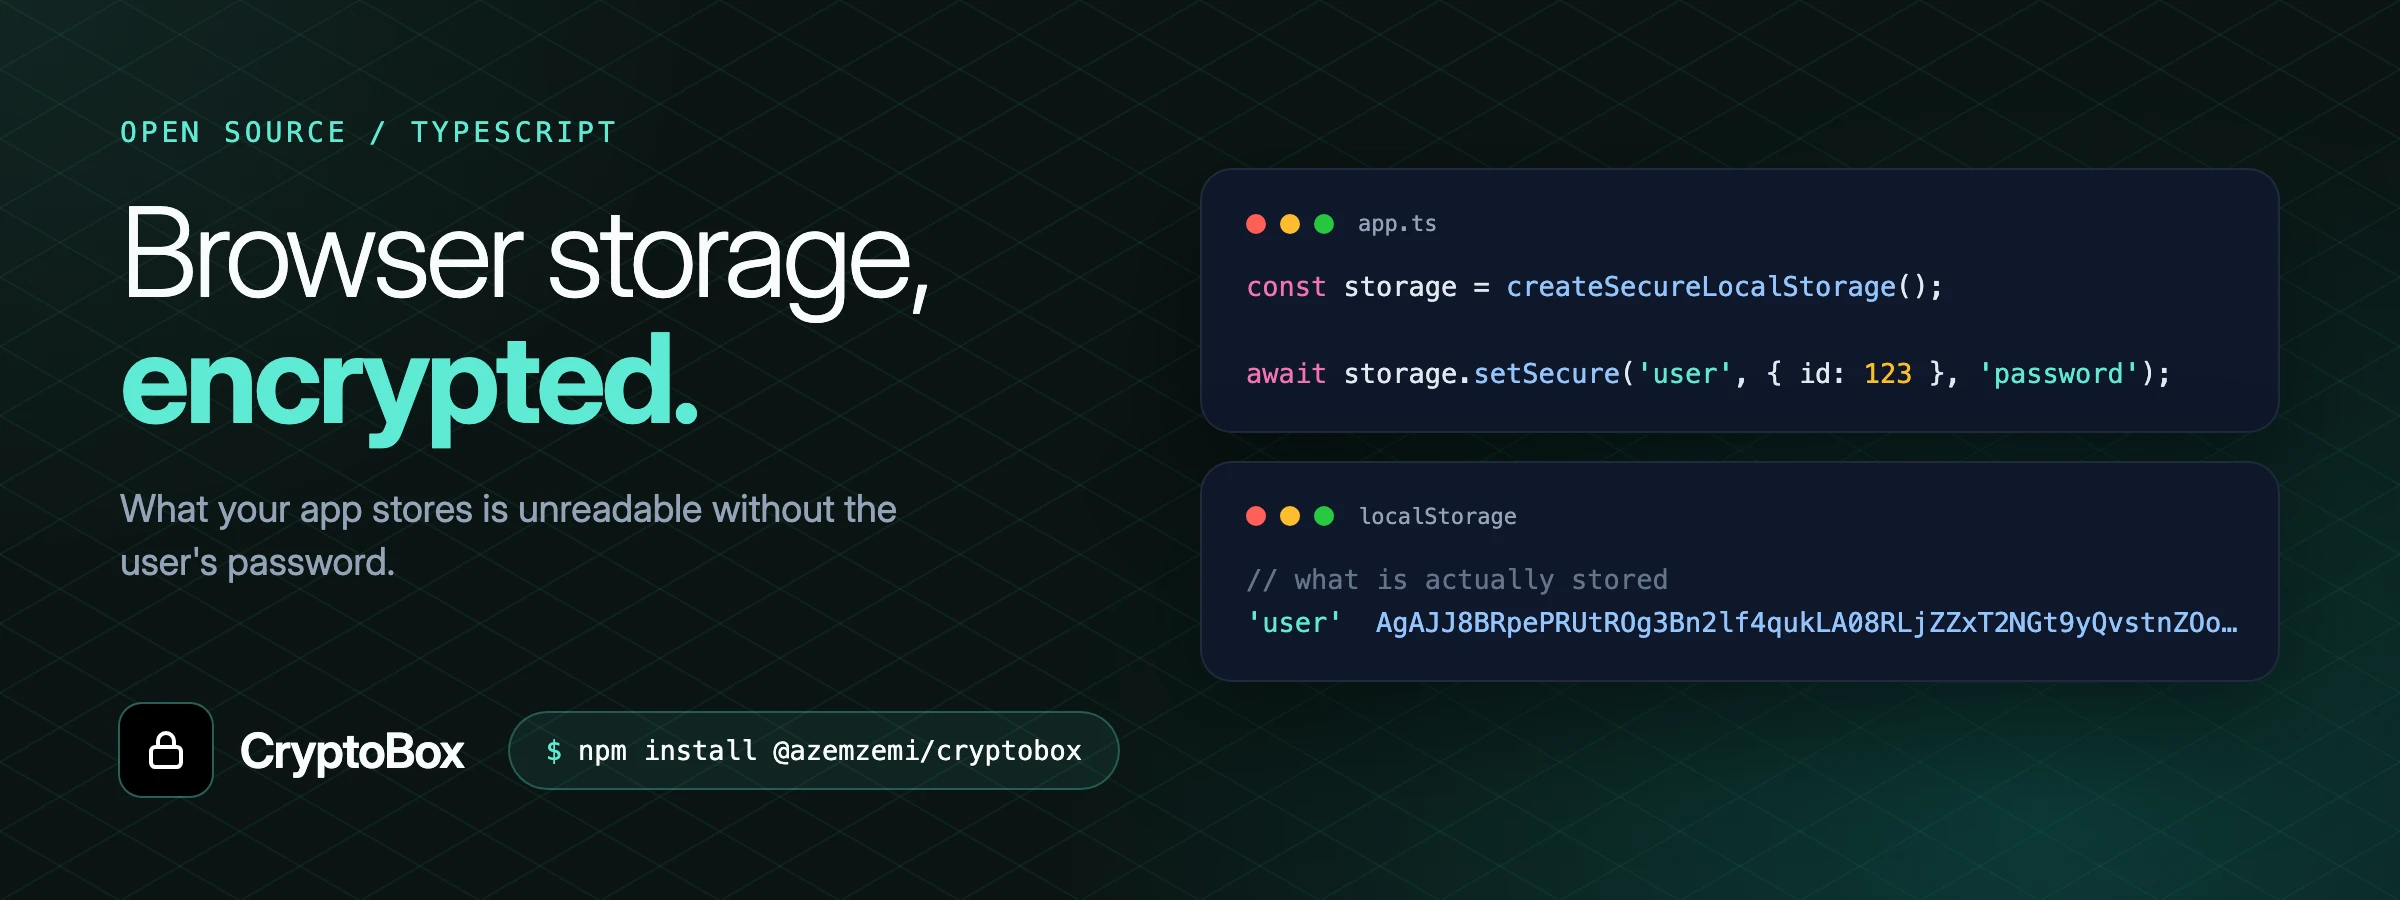 OPEN SOURCE / TYPESCRIPT
Browser storage,
encrypted.
What your app stores is unreadable without the
user's password.
CryptoBox
$ npm install @azemzemi/cryptobox
app.ts
const storage = createSecureLocalStorage();
await storage.setSecure('user', { id: 123 }, 'password');
localStorage
// what is actually stored
'user' AgAJJ8BRpePRUtROg3Bn2lf4qukLA08RLjZZxT2NGt9yQvstnZOo…